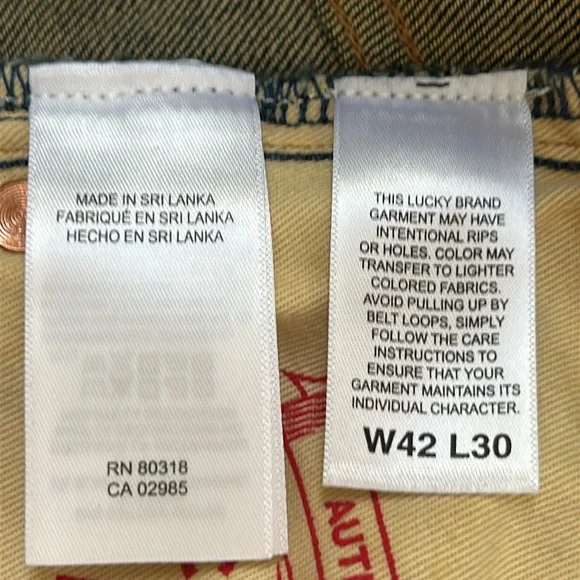 MADE IN SRI LANKA
FABRIQUÉ EN SRI LANKA
HECHO EN SRI LANKA
RN 80318
CA 02985
THIS LUCKY BRAND
GARMENT MAY HAVE
INTENTIONAL RIPS
OR HOLES, COLOR MAY
TRANSFER TO LIGHTER
COLORED FABRICS.
AVOID PULLING UP BY
BELT LOOPS, SIMPLY
FOLLOW THE CARE
INSTRUCTIONS TO
ENSURE THAT YOUR
GARMENT MAINTAINS ITS
INDIVIDUAL CHARACTER.
W42 L30